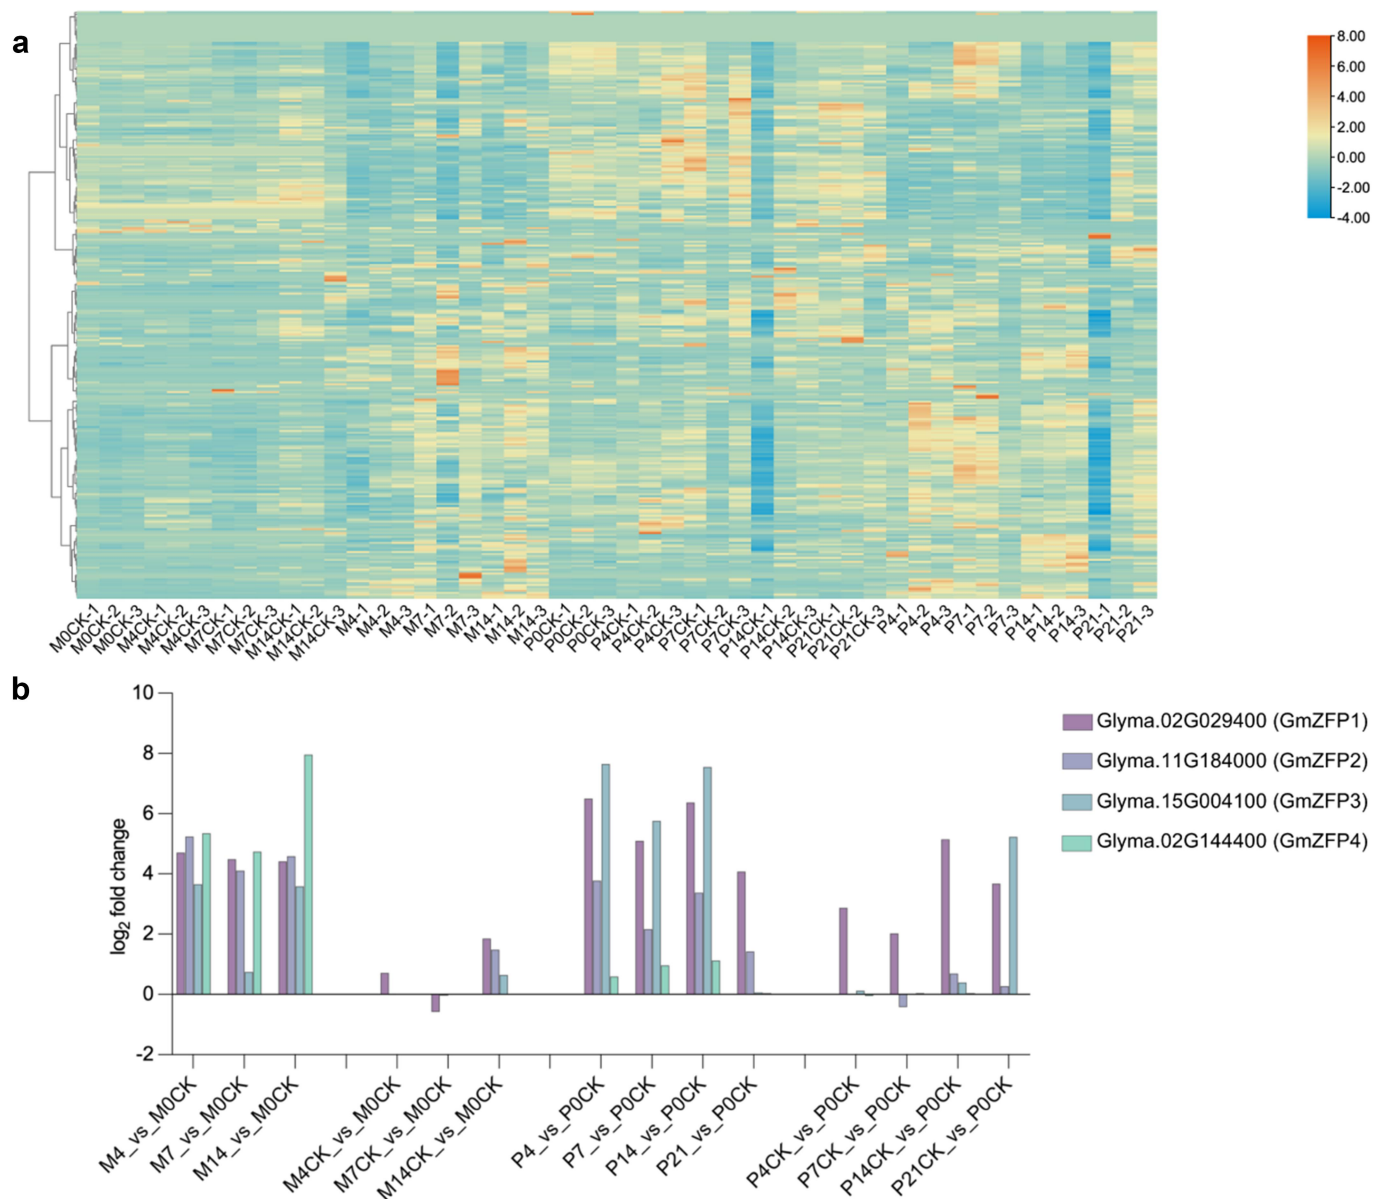 a
8.00
6.00
4.00
2.00
0.00
-2.00
-4.00
M0CK-1
M0CK-2
M0CK-3
M4CK-1
M4CK-2
M4CK-3
M7CK-1
M7CK-2
M7CK-3
M14CK-1
M14CK-2
M14CK-3
M4-1
M4-2
M4-3
M7-1
M7-2
M7-3
M14-1
M14-2
M14-3
P0CK-1
P0CK-2
P0CK-3
P4CK-1
P4CK-2
P4CK-3
P7CK-1
P7CK-2
P7CK-3
P14CK-1
P14CK-2
P14CK-3
P21CK-1
P21CK-2
P21CK-3
P4-1
P4-2
P4-3
P7-1
P7-2
P7-3
P14-1
P14-2
P14-3
P21-1
P21-2
P21-3
b
log2 fold change
10
8
6
4
2
0
-2
M4_vs_M0CK
M7_vs_M0CK
M14_vs_M0CK
M4CK_vs_M0CK
M7CK_vs_M0CK
M14CK_vs_M0CK
P4_vs_P0CK
P7_vs_P0CK
P14_vs_P0CK
P21_vs_P0CK
P4CK_vs_P0CK
P7CK_vs_P0CK
P14CK_vs_P0CK
P21CK_vs_P0CK
Glyma.02G029400 (GmZFP1)
Glyma.11G184000 (GmZFP2)
Glyma.15G004100 (GmZFP3)
Glyma.02G144400 (GmZFP4)